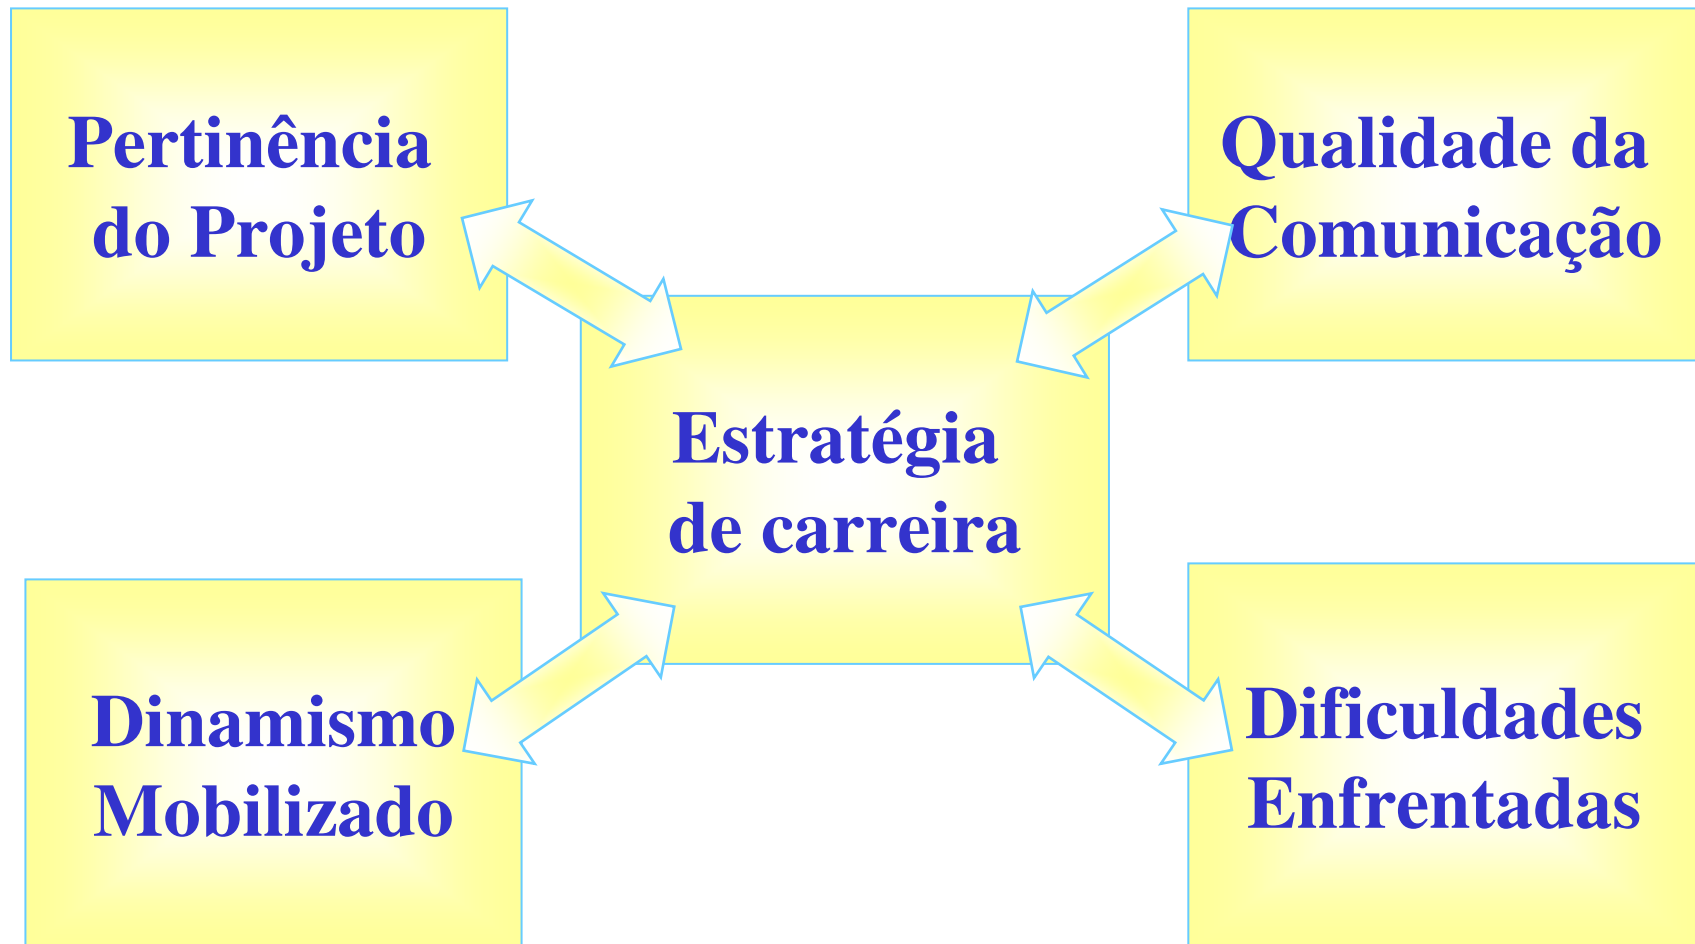 Pertinência
do Projeto
Qualidade da
Comunicação
Estratégia
de carreira
Dinamismo
Mobilizado
Dificuldades
Enfrentadas